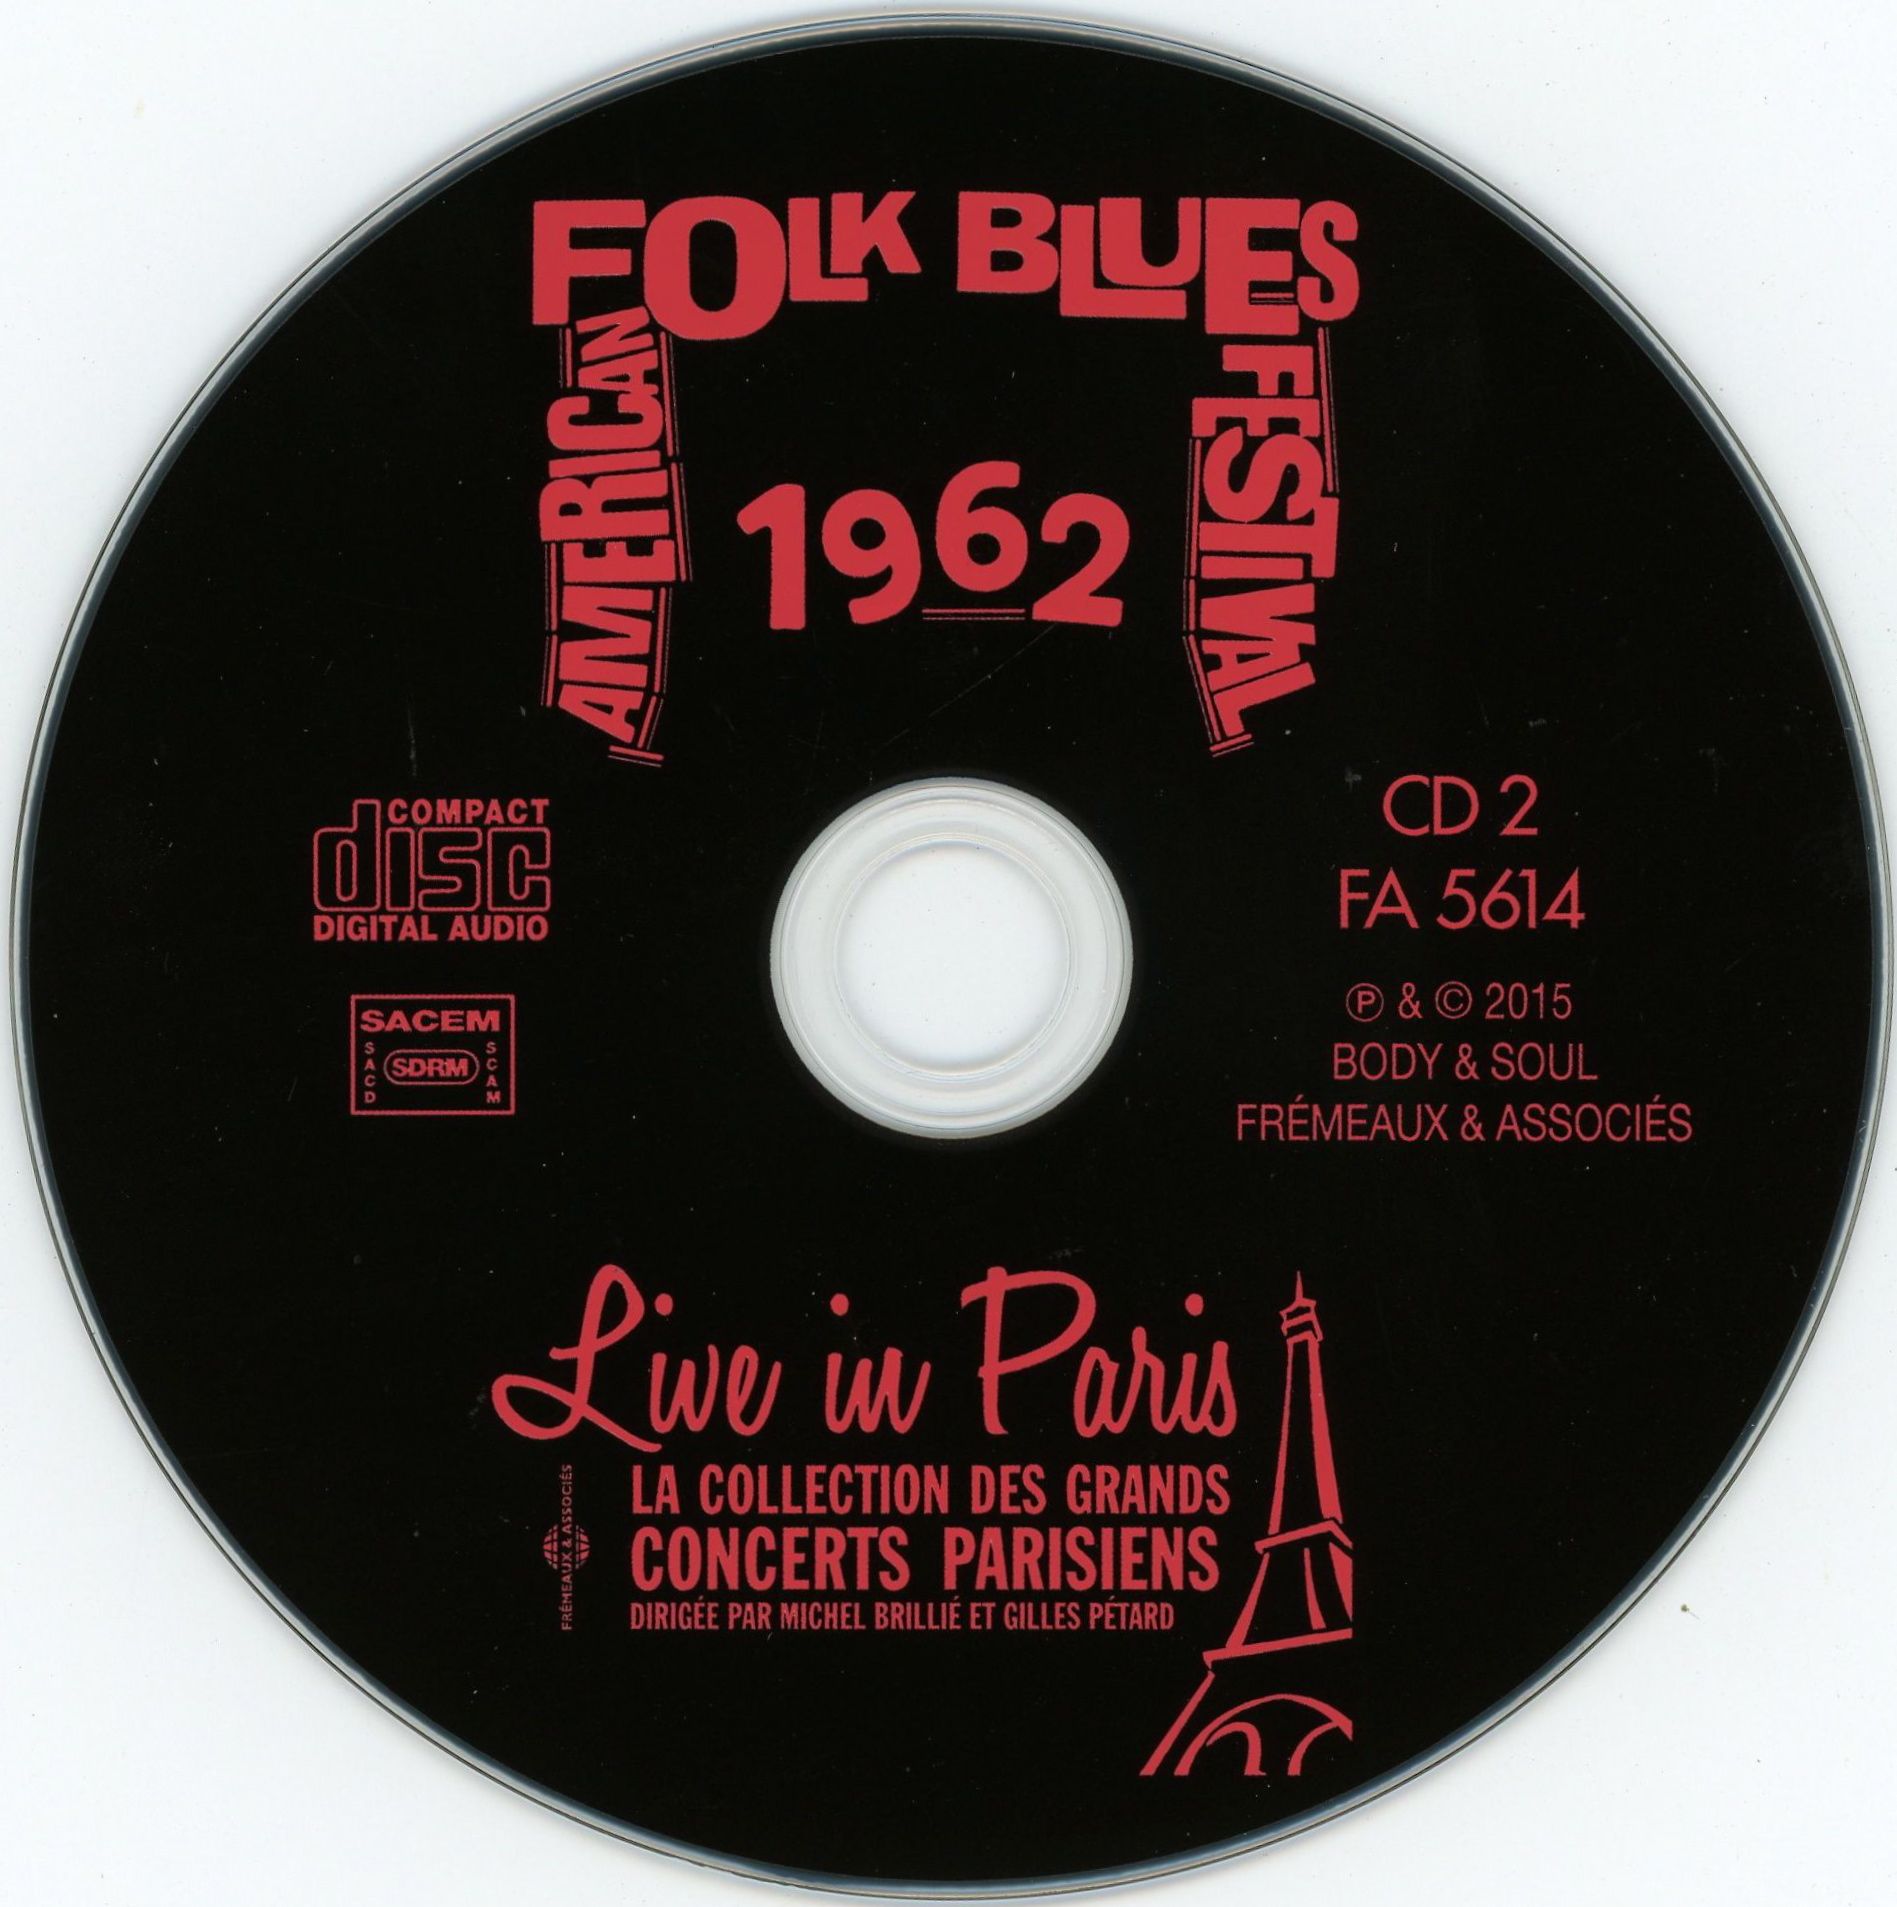 AMERICAN
FOLK BLUES
FESTIVAL
1962
COMPACT
disc
DIGITAL AUDIO
CD 2
FA 5614
SACEM
SACD
SDRM
SCAM
℗ & © 2015
BODY & SOUL
FRÉMEAUX & ASSOCIÉS
Live in Paris
LA COLLECTION DES GRANDS
CONCERTS PARISIENS
DIRIGÉE PAR MICHEL BRILLIÉ ET GILLES PÉTARD
FRÉMEAUX & ASSOCIÉS